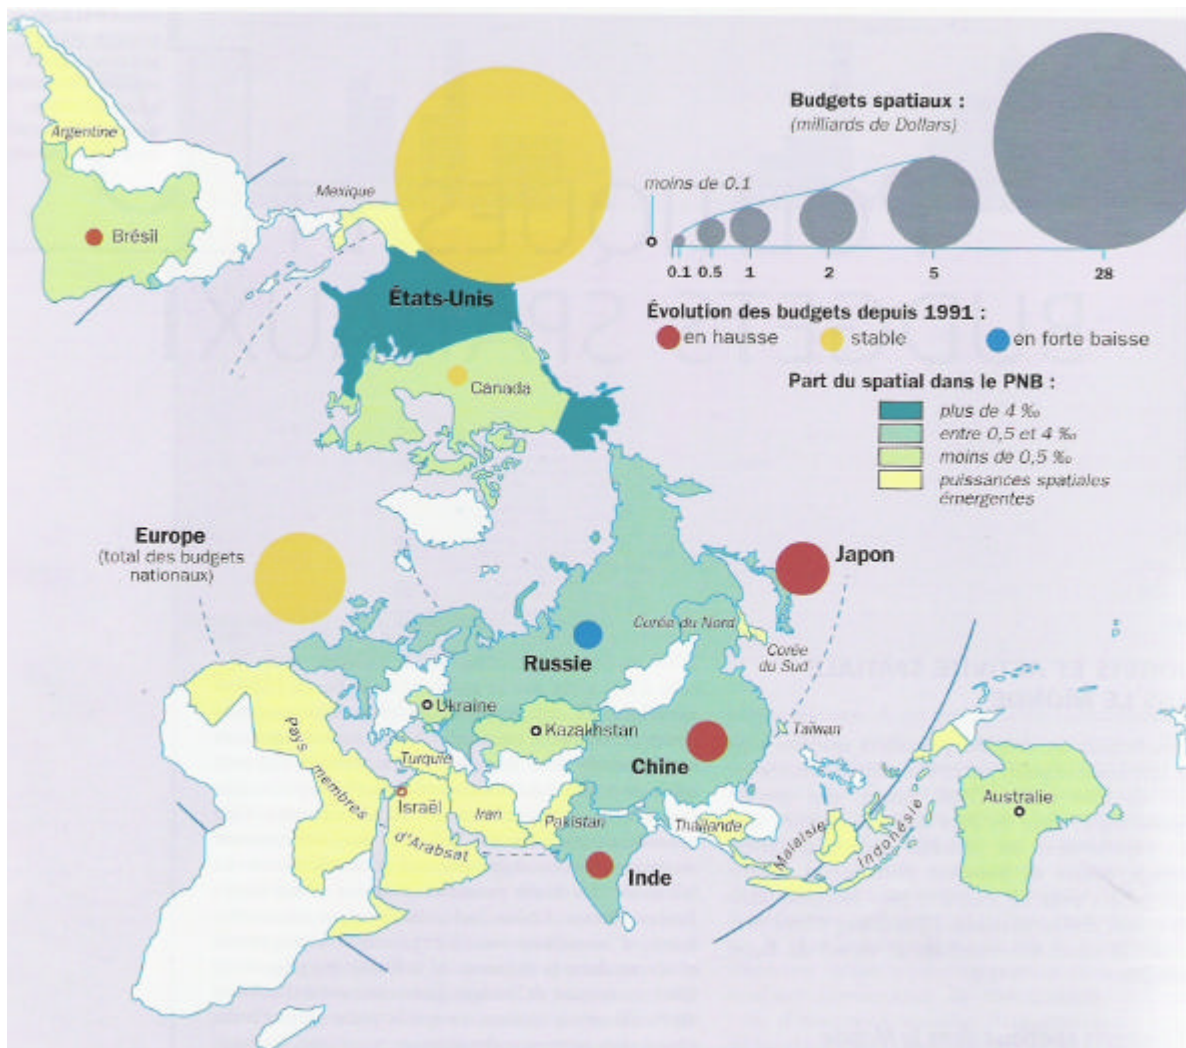 Argentine
Brésil
Mexique
États-Unis
Canada
Budgets spatiaux :
(milliards de Dollars)
moins de 0.1
0.1 0.5 1 2 5 28
Évolution des budgets depuis 1991 :
en hausse stable en forte baisse
Part du spatial dans le PNB :
plus de 4 ‰
entre 0,5 et 4 ‰
moins de 0,5 ‰
puissances spatiales
émergentes
Europe
(total des budgets
nationaux)
Japon
Corée du Nord
Corée
du Sud
Russie
Ukraine
Kazakhstan
Taïwan
Chine
Turquie
Pays
membres
d'Arabsat
Israël
Iran
Pakistan
Thaïlande
Malaisie
Indonésie
Australie
Inde